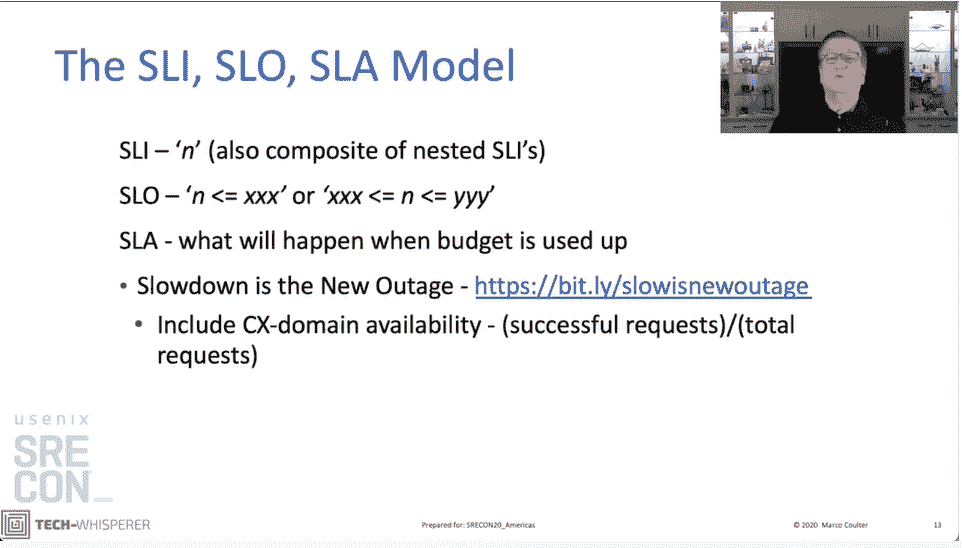 The SLI, SLO, SLA Model
SLI – ‘n’ (also composite of nested SLI’s)
SLO – ‘n <= xxx’ or ‘xxx <= n <= yyy’
SLA - what will happen when budget is used up
• Slowdown is the New Outage - https://bit.ly/slowisnewoutage
• Include CX-domain availability - (successful requests)/(total
requests)
usenix
SRE
CON_
TECH-WHISPERER
Prepared for: SRECON20_Americas
© 2020 Marco Coulter
13